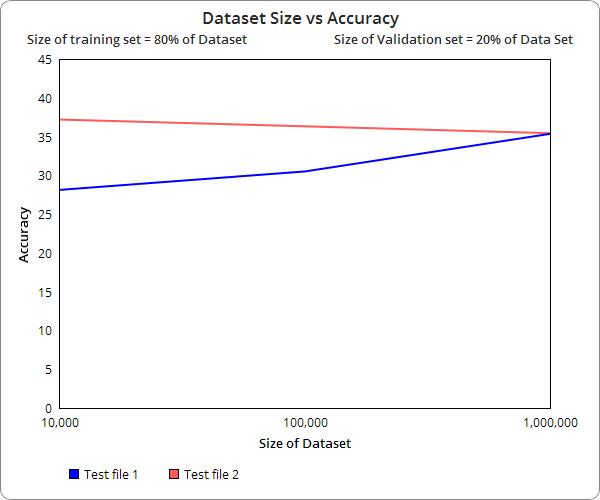 Dataset Size vs Accuracy
Size of training set = 80% of Dataset
Size of Validation set = 20% of Data Set
45
40
35
30
25
20
15
10
5
0
Accuracy
10,000
100,000
1,000,000
Size of Dataset
Test file 1
Test file 2